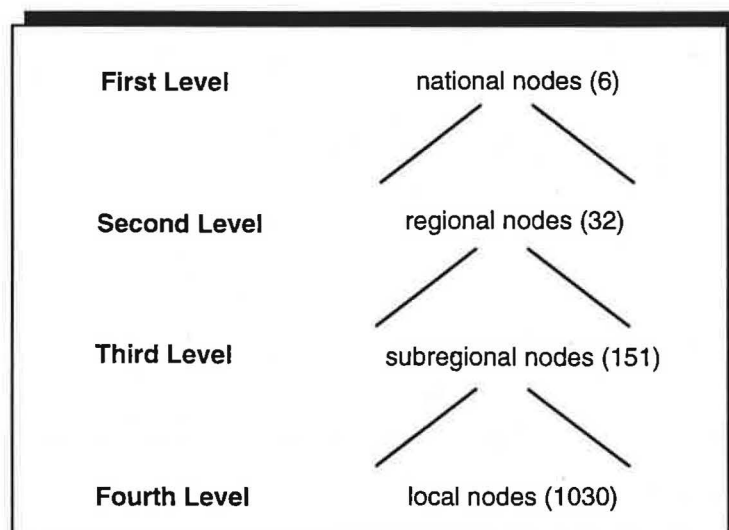 First Level national nodes (6)
Second Level regional nodes (32)
Third Level subregional nodes (151)
Fourth Level local nodes (1030)